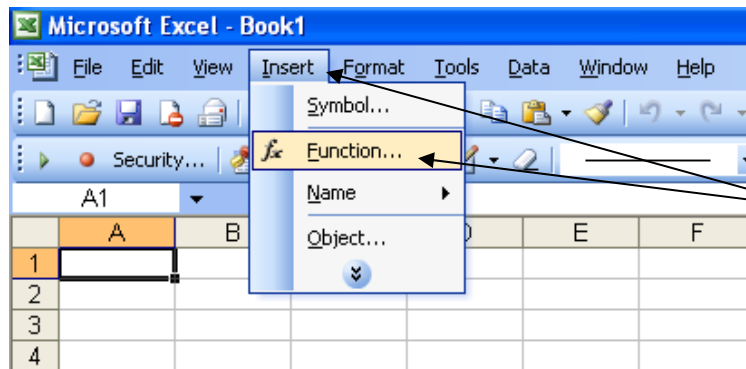 Microsoft Excel - Book1
File Edit View Insert Format Tools Data Window Help
Symbol...
Security...
fx Function...
A1
Name
A B D E F
Object...
1
2
3
4